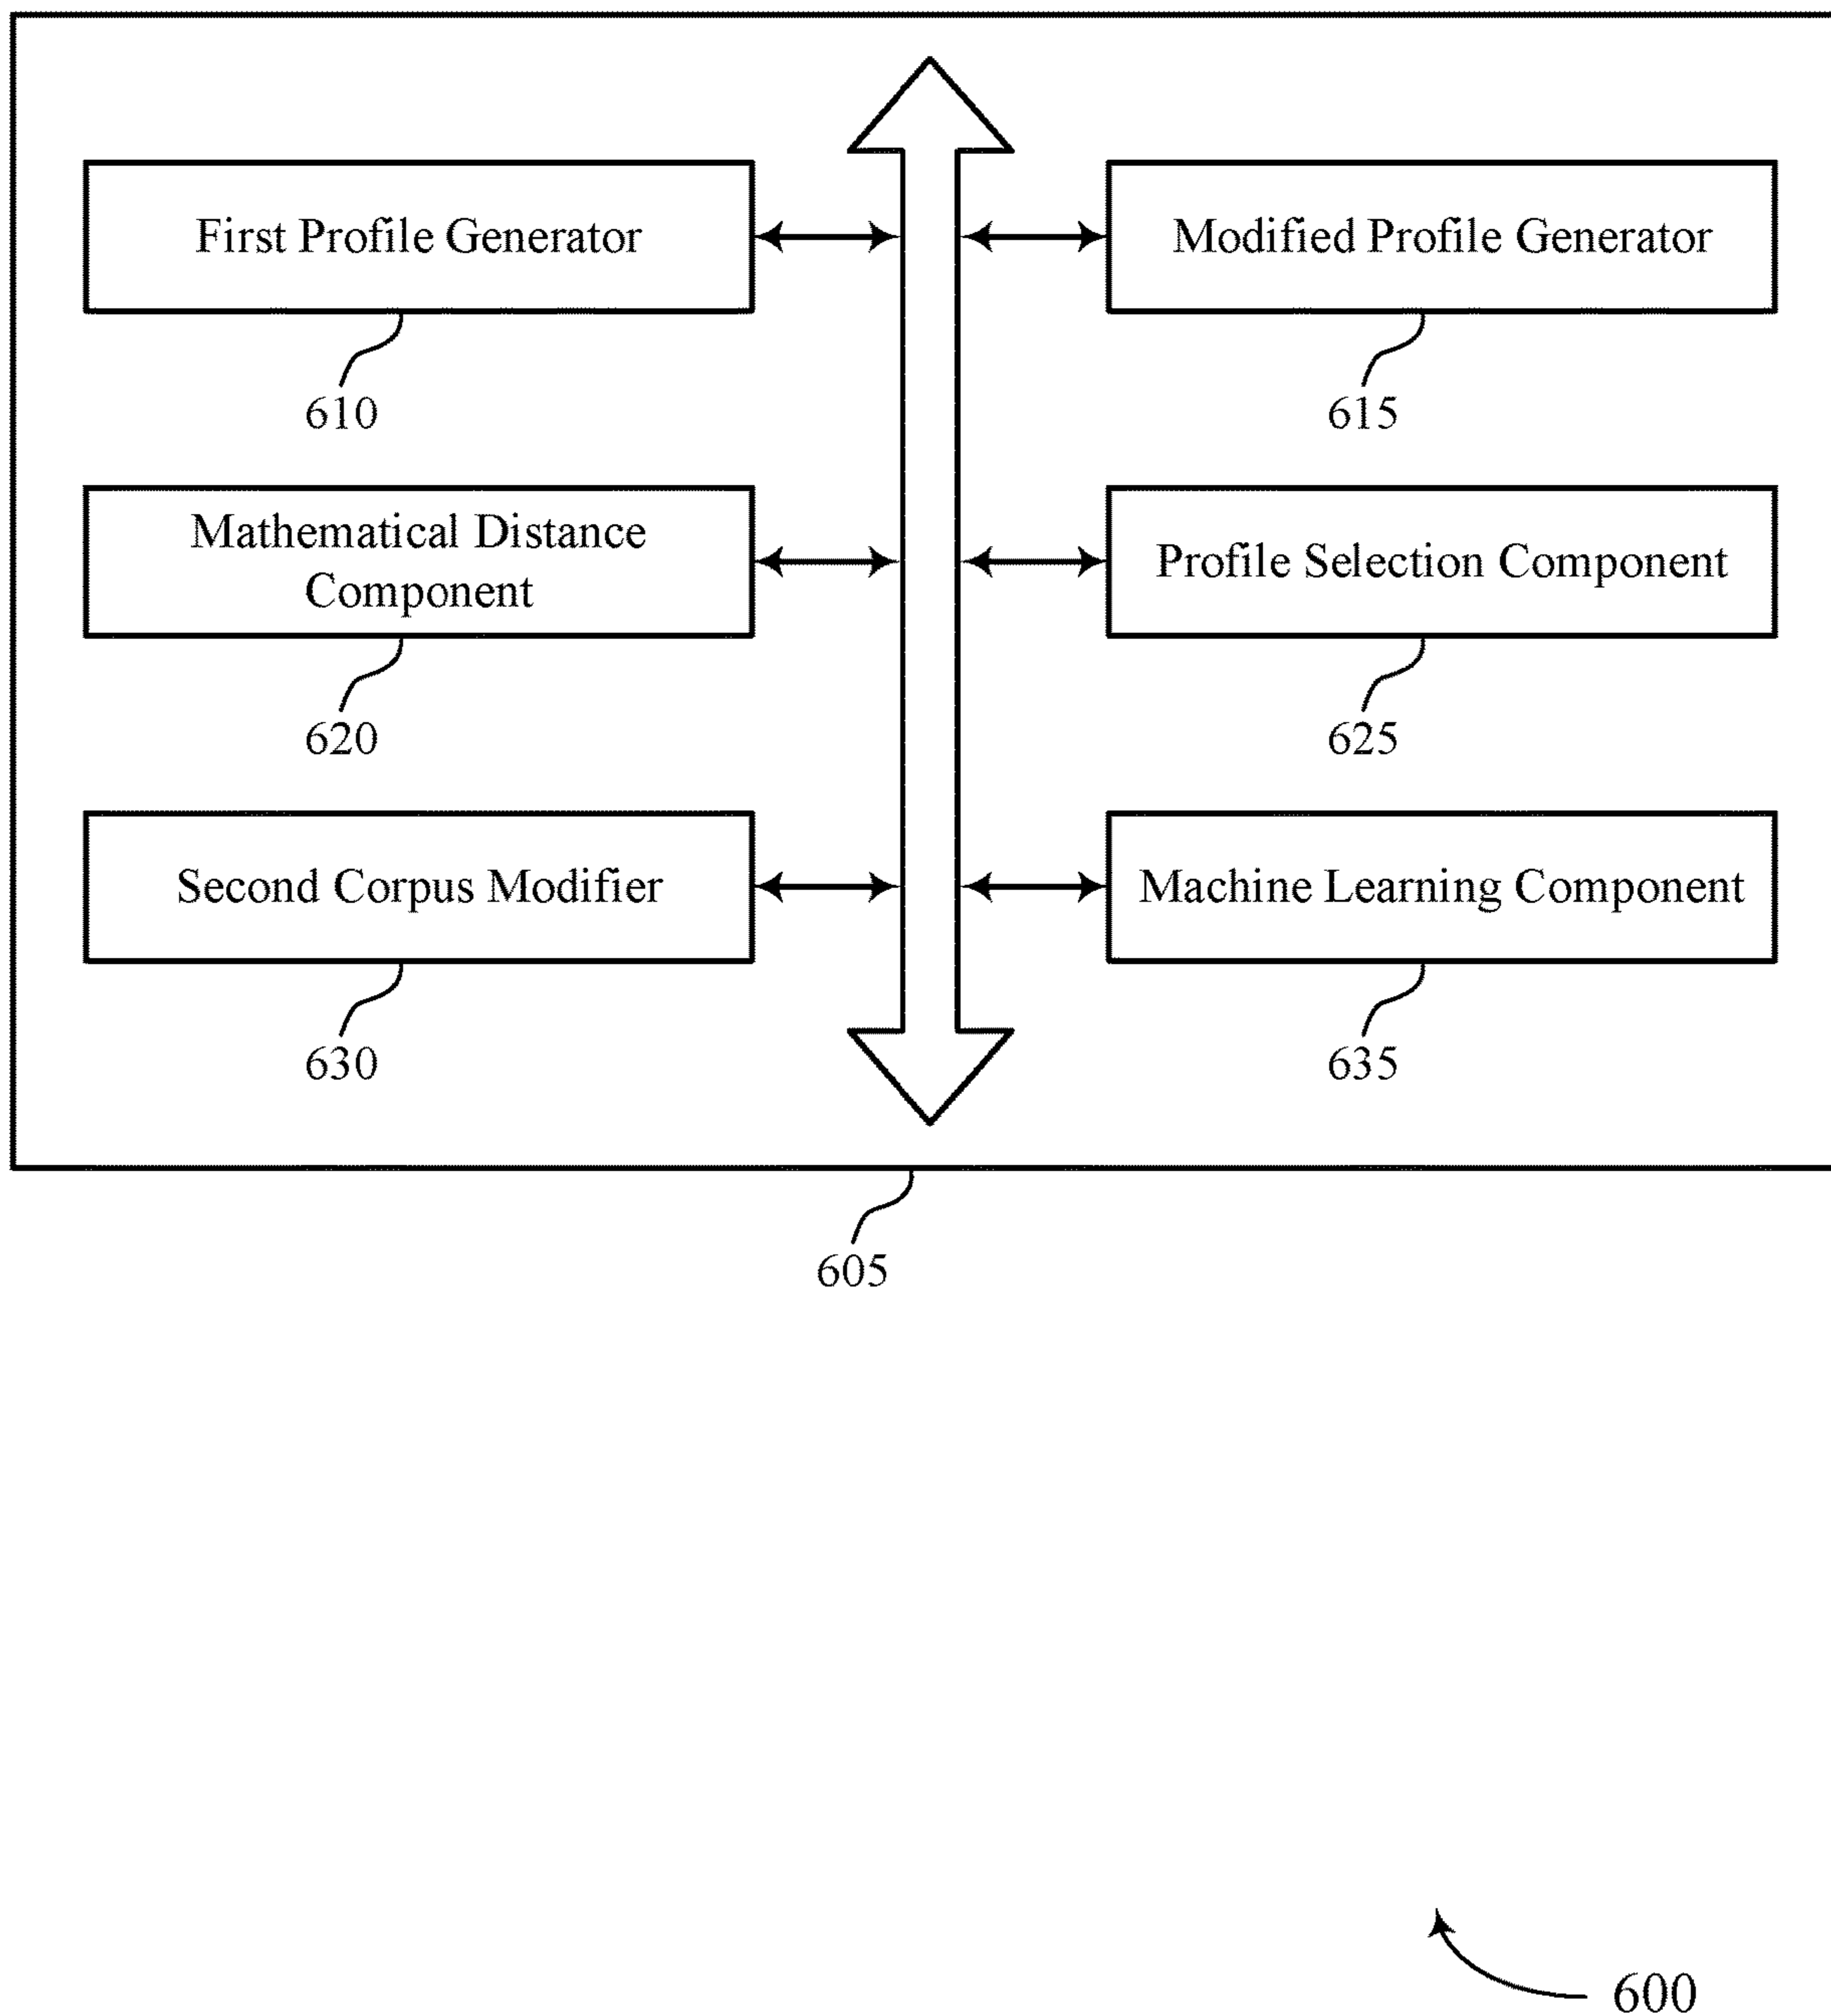 First Profile Generator
Modified Profile Generator
610
615
Mathematical Distance
Component
Profile Selection Component
620
625
Second Corpus Modifier
Machine Learning Component
630
635
605
600